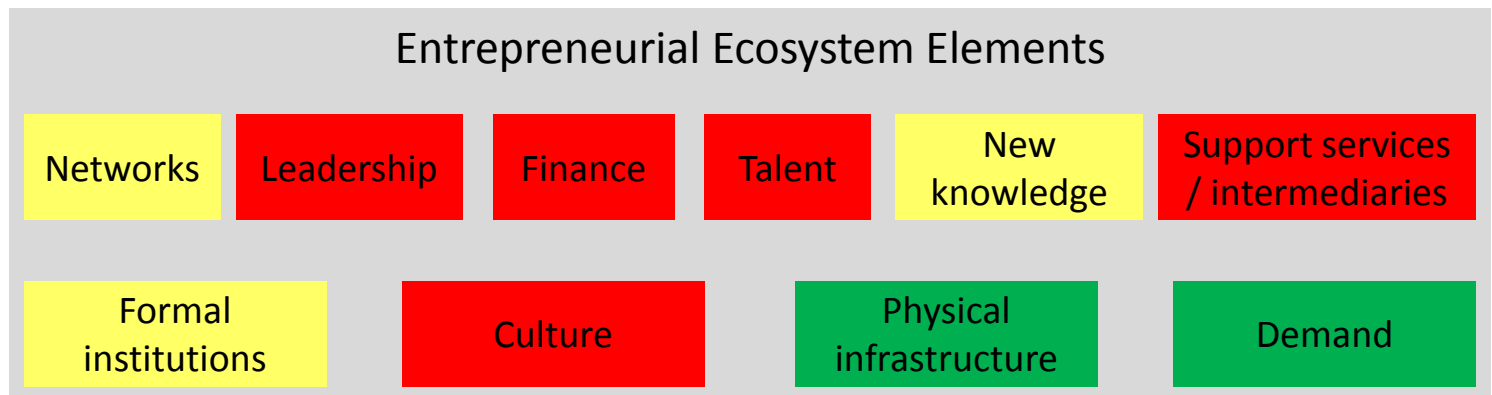 Entrepreneurial Ecosystem Elements
Networks
Leadership
Finance
Talent
New
knowledge
Support services
/ intermediaries
Formal
institutions
Culture
Physical
infrastructure
Demand